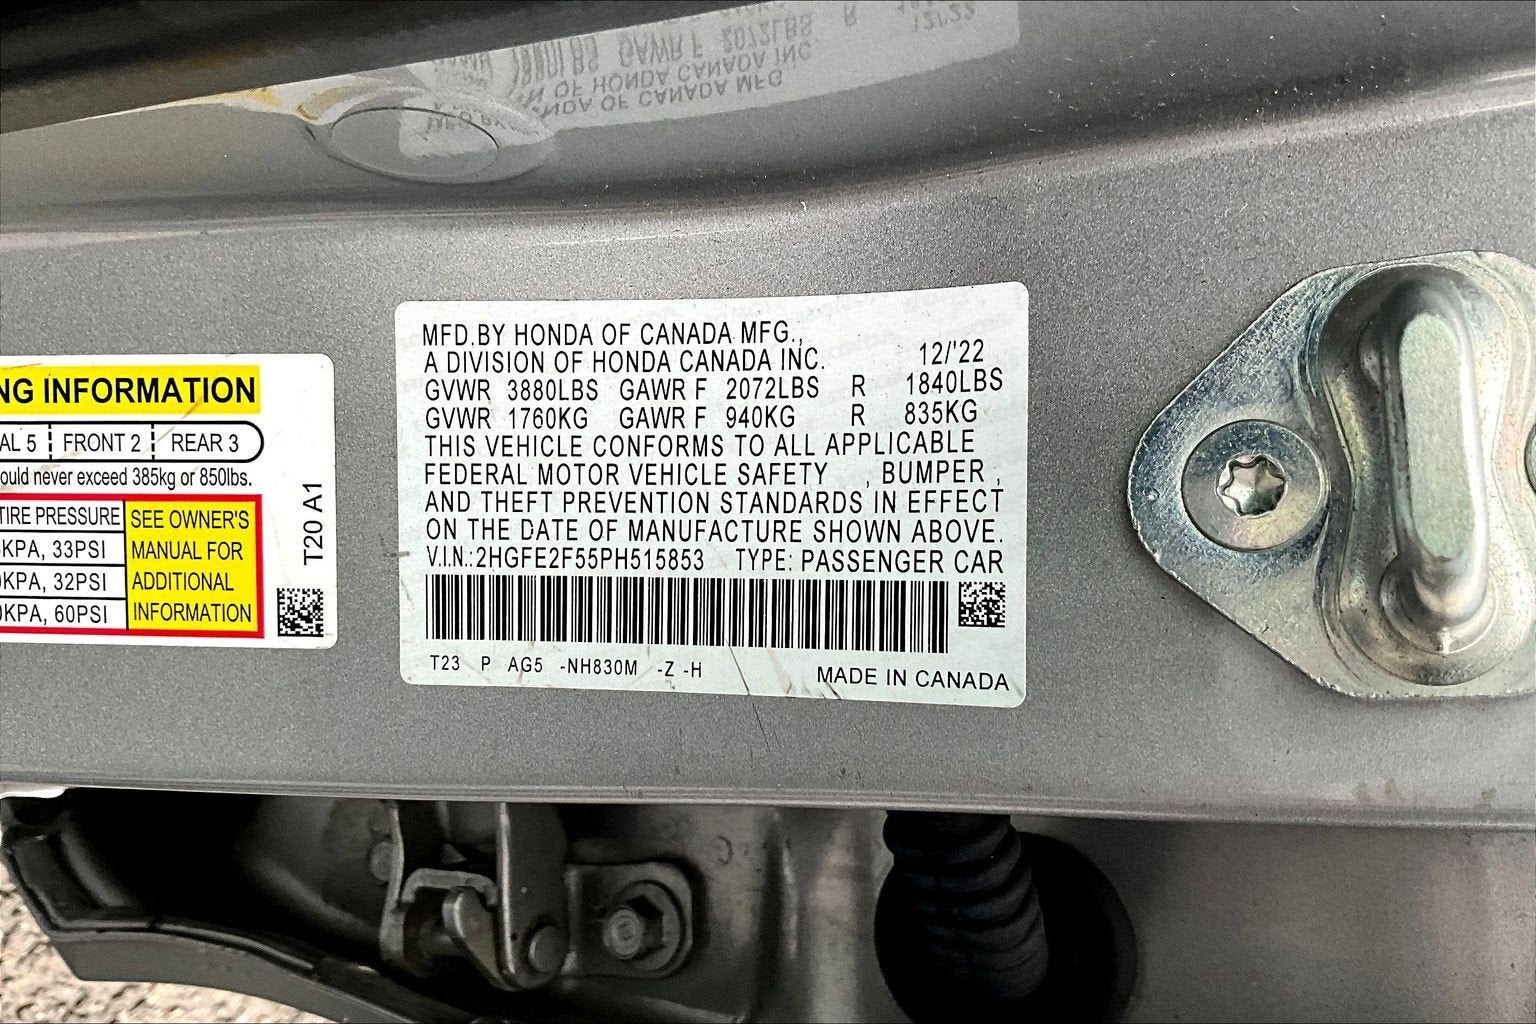 NG INFORMATION
AL 5 FRONT 2 REAR 3
ould never exceed 385kg or 850lbs.
TIRE PRESSURE
KPA, 33PSI
0KPA, 32PSI
0KPA, 60PSI
SEE OWNER'S
MANUAL FOR
ADDITIONAL
INFORMATION
T20 A1
MFD.BY HONDA OF CANADA MFG.,
A DIVISION OF HONDA CANADA INC. 12/'22
GVWR 3880LBS GAWR F 2072LBS R 1840LBS
GVWR 1760KG GAWR F 940KG R 835KG
THIS VEHICLE CONFORMS TO ALL APPLICABLE
FEDERAL MOTOR VEHICLE SAFETY , BUMPER ,
AND THEFT PREVENTION STANDARDS IN EFFECT
ON THE DATE OF MANUFACTURE SHOWN ABOVE.
V.I.N.:2HGFE2F55PH515853 TYPE: PASSENGER CAR
T23 P AG5 -NH830M -Z -H MADE IN CANADA